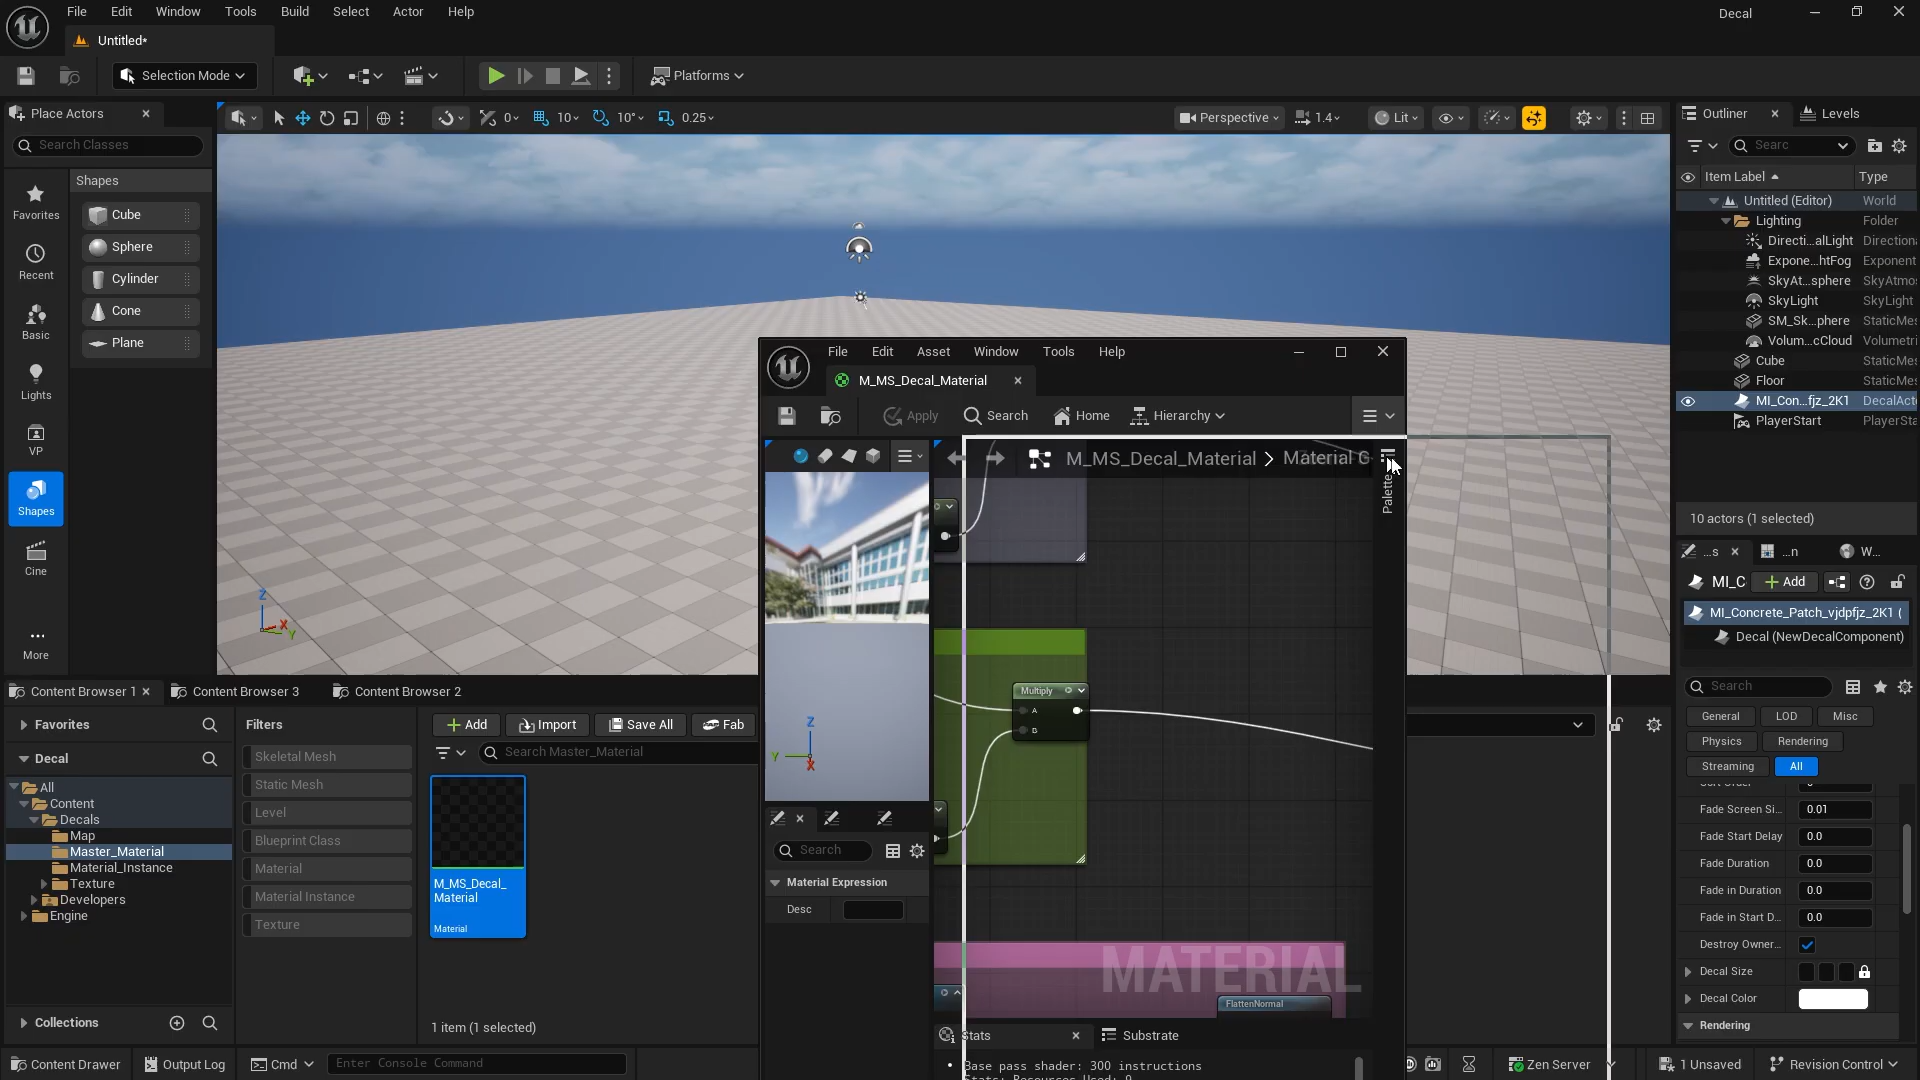 File Edit Window Tools Build Select Actor Help
Decal
Untitled*
Selection Mode
Platforms
Place Actors
Search Classes
Shapes
Favorites
Recent
Basic
Lights
VP
Shapes
Cine
More
Cube
Sphere
Cylinder
Cone
Plane
0 10 10° 0.25
Perspective 1.4 Lit
Z
X
Y
Outliner Levels
Searc
Item Label Type
Untitled (Editor) World
Lighting Folder
Directi...alLight Directiona
Expone...htFog Exponent
SkyAt...sphere SkyAtmo
SkyLight SkyLight
SM_Sk...phere StaticMes
Volum...cCloud Volumetri
Cube StaticMes
Floor StaticMes
MI_Con...fjz_2K1 DecalActo
PlayerStart PlayerSta
10 actors (1 selected)
...s ...n W...
MI_C Add
MI_Concrete_Patch_vjdpfjz_2K1 (
Decal (NewDecalComponent)
Search
General LOD Misc
Physics Rendering
Streaming All
Fade Screen Si... 0.01
Fade Start Delay 0.0
Fade Duration 0.0
Fade in Duration 0.0
Fade in Start D... 0.0
Destroy Owner...
Decal Size
Decal Color
Rendering
File Edit Asset Window Tools Help
M_MS_Decal_Material
Apply Search Home Hierarchy
M_MS_Decal_Material > Material G
Palette
Multiply
A
B
MATERIAL
FlattenNormal
Z
Y
X
Search
Material Expression
Desc
Stats Substrate
Base pass shader: 300 instructions
Content Browser 1 Content Browser 3 Content Browser 2
Favorites
Decal
All
Content
Decals
Map
Master_Material
Material_Instance
Texture
Developers
Engine
Collections
Filters
Skeletal Mesh
Static Mesh
Level
Blueprint Class
Material
Material Instance
Texture
Add Import Save All Fab
Search Master_Material
M_MS_Decal_
Material
Material
1 item (1 selected)
Content Drawer Output Log Cmd Enter Console Command
Zen Server 1 Unsaved Revision Control